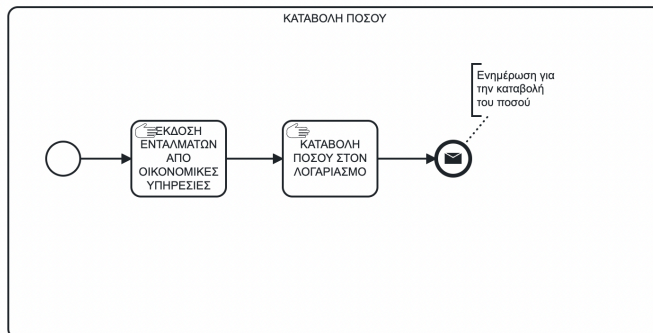 ΚΑΤΑΒΟΛΗ ΠΟΣΟΥ
Ενημέρωση για
την καταβολή
του ποσού
ΕΚΔΟΣΗ
ΕΝΤΑΛΜΑΤΩΝ
ΑΠΟ
ΟΙΚΟΝΟΜΙΚΕΣ
ΥΠΗΡΕΣΙΕΣ
ΚΑΤΑΒΟΛΗ
ΠΟΣΟΥ ΣΤΟΝ
ΛΟΓΑΡΙΑΣΜΟ